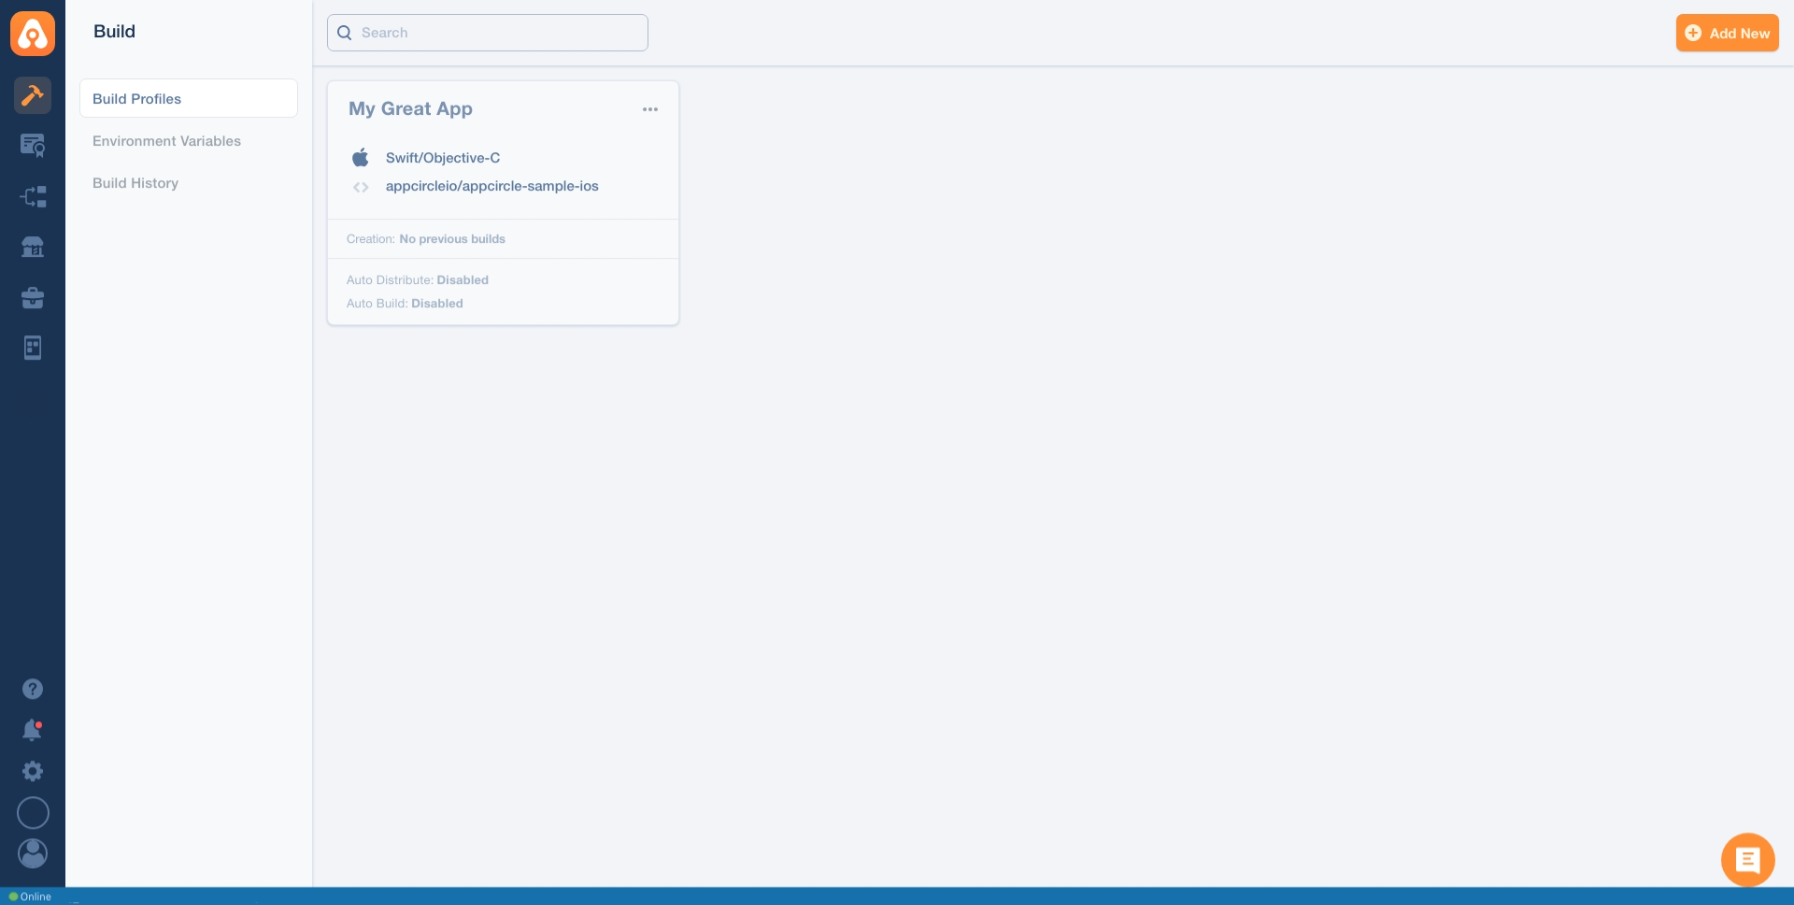 Build
Search
Add New
Build Profiles
Environment Variables
Build History
My Great App
Swift/Objective-C
appcircleio/appcircle-sample-ios
Creation: No previous builds
Auto Distribute: Disabled
Auto Build: Disabled
Online